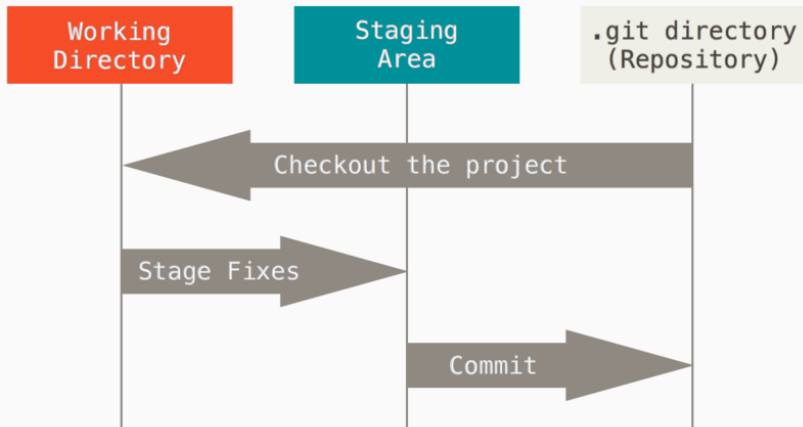 Working
Directory
Staging
Area
.git directory
(Repository)
Checkout the project
Stage Fixes
Commit